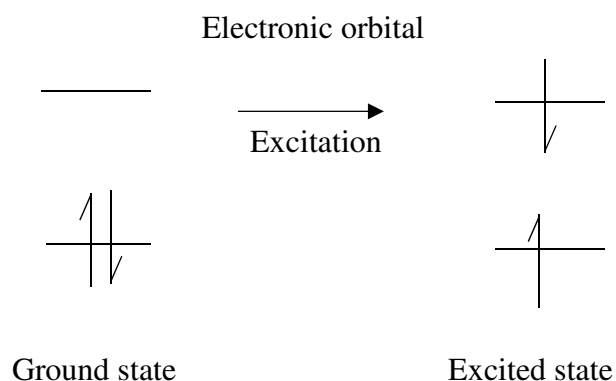 Electronic orbital
Excitation
Ground state
Excited state